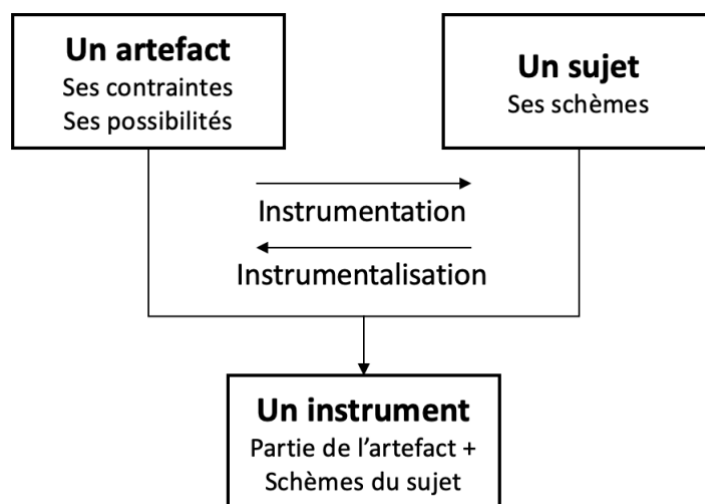 Un artefact
Ses contraintes
Ses possibilités
Un sujet
Ses schèmes
Instrumentation
Instrumentalisation
Un instrument
Partie de l’artefact +
Schèmes du sujet